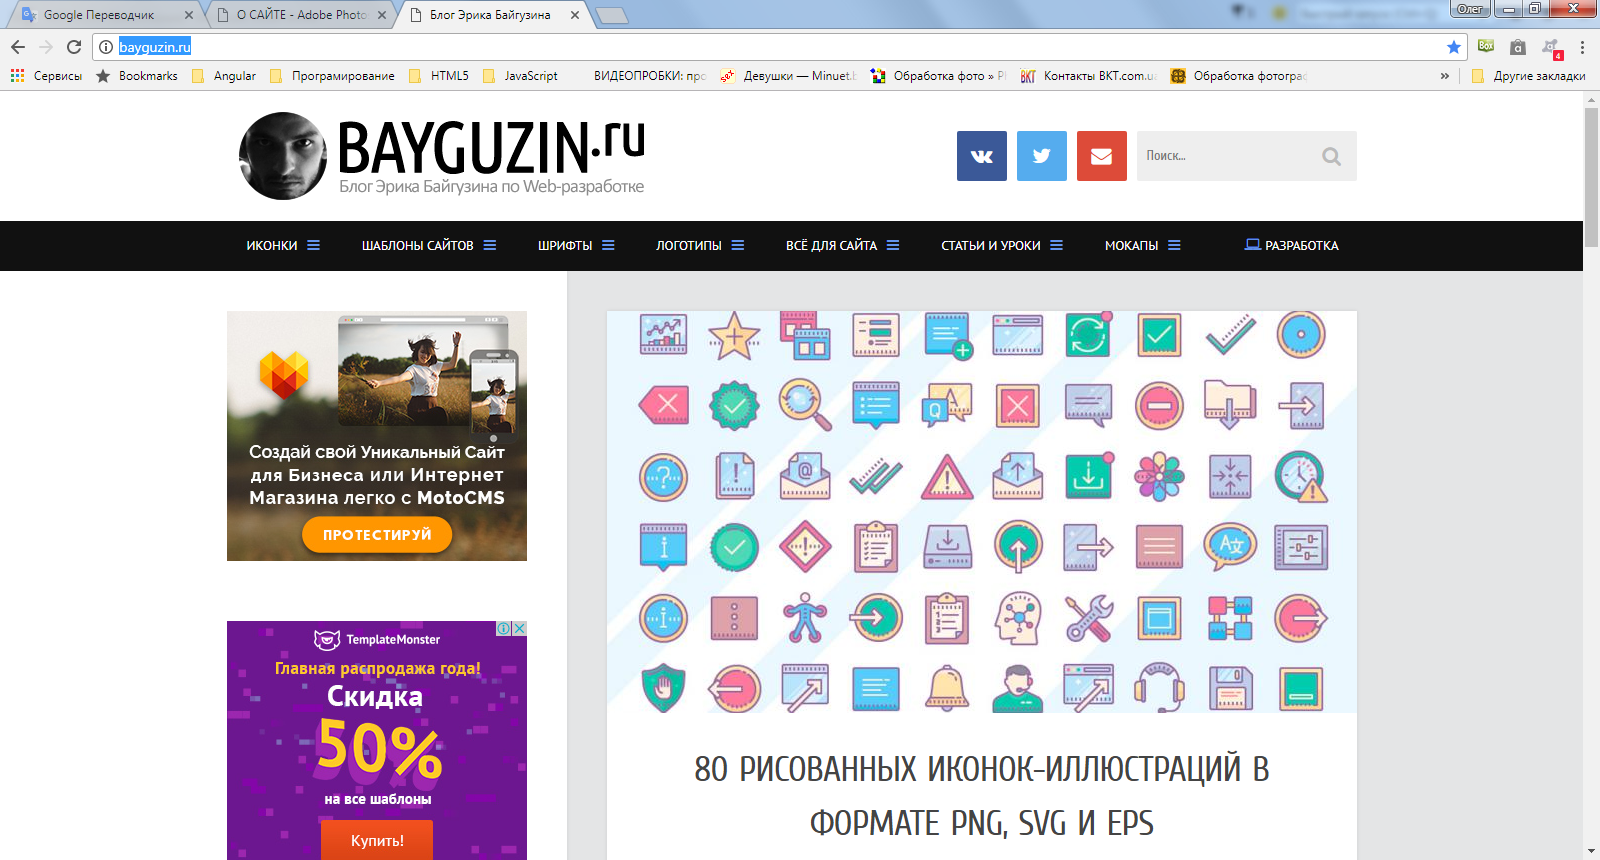 Google Переводчик
О САЙТЕ - Adobe Photo
Блог Эрика Байгузина
Олег
bayguzin.ru
Box
a
4
Сервисы
Bookmarks
Angular
Програмирование
HTML5
JavaScript
ВИДЕОПРОБКИ: про
Девушки — Minuet.b
Обработка фото » P
ВКТ
Контакты BKT.com.u
Обработка фотограф
»
Другие закладки
BAYGUZIN.ru
Блог Эрика Байгузина по Web-разработке
Поиск...
ИКОНКИ
ШАБЛОНЫ САЙТОВ
ШРИФТЫ
ЛОГОТИПЫ
ВСЁ ДЛЯ САЙТА
СТАТЬИ И УРОКИ
МОКАПЫ
РАЗРАБОТКА
Создай свой Уникальный Сайт
для Бизнеса или Интернет
Магазина легко с MotoCMS
ПРОТЕСТИРУЙ
TemplateMonster
Главная распродажа года!
Скидка
50%
на все шаблоны
Купить!
Q A
80 РИСОВАННЫХ ИКОНОК-ИЛЛЮСТРАЦИЙ В
ФОРМАТЕ PNG, SVG И EPS